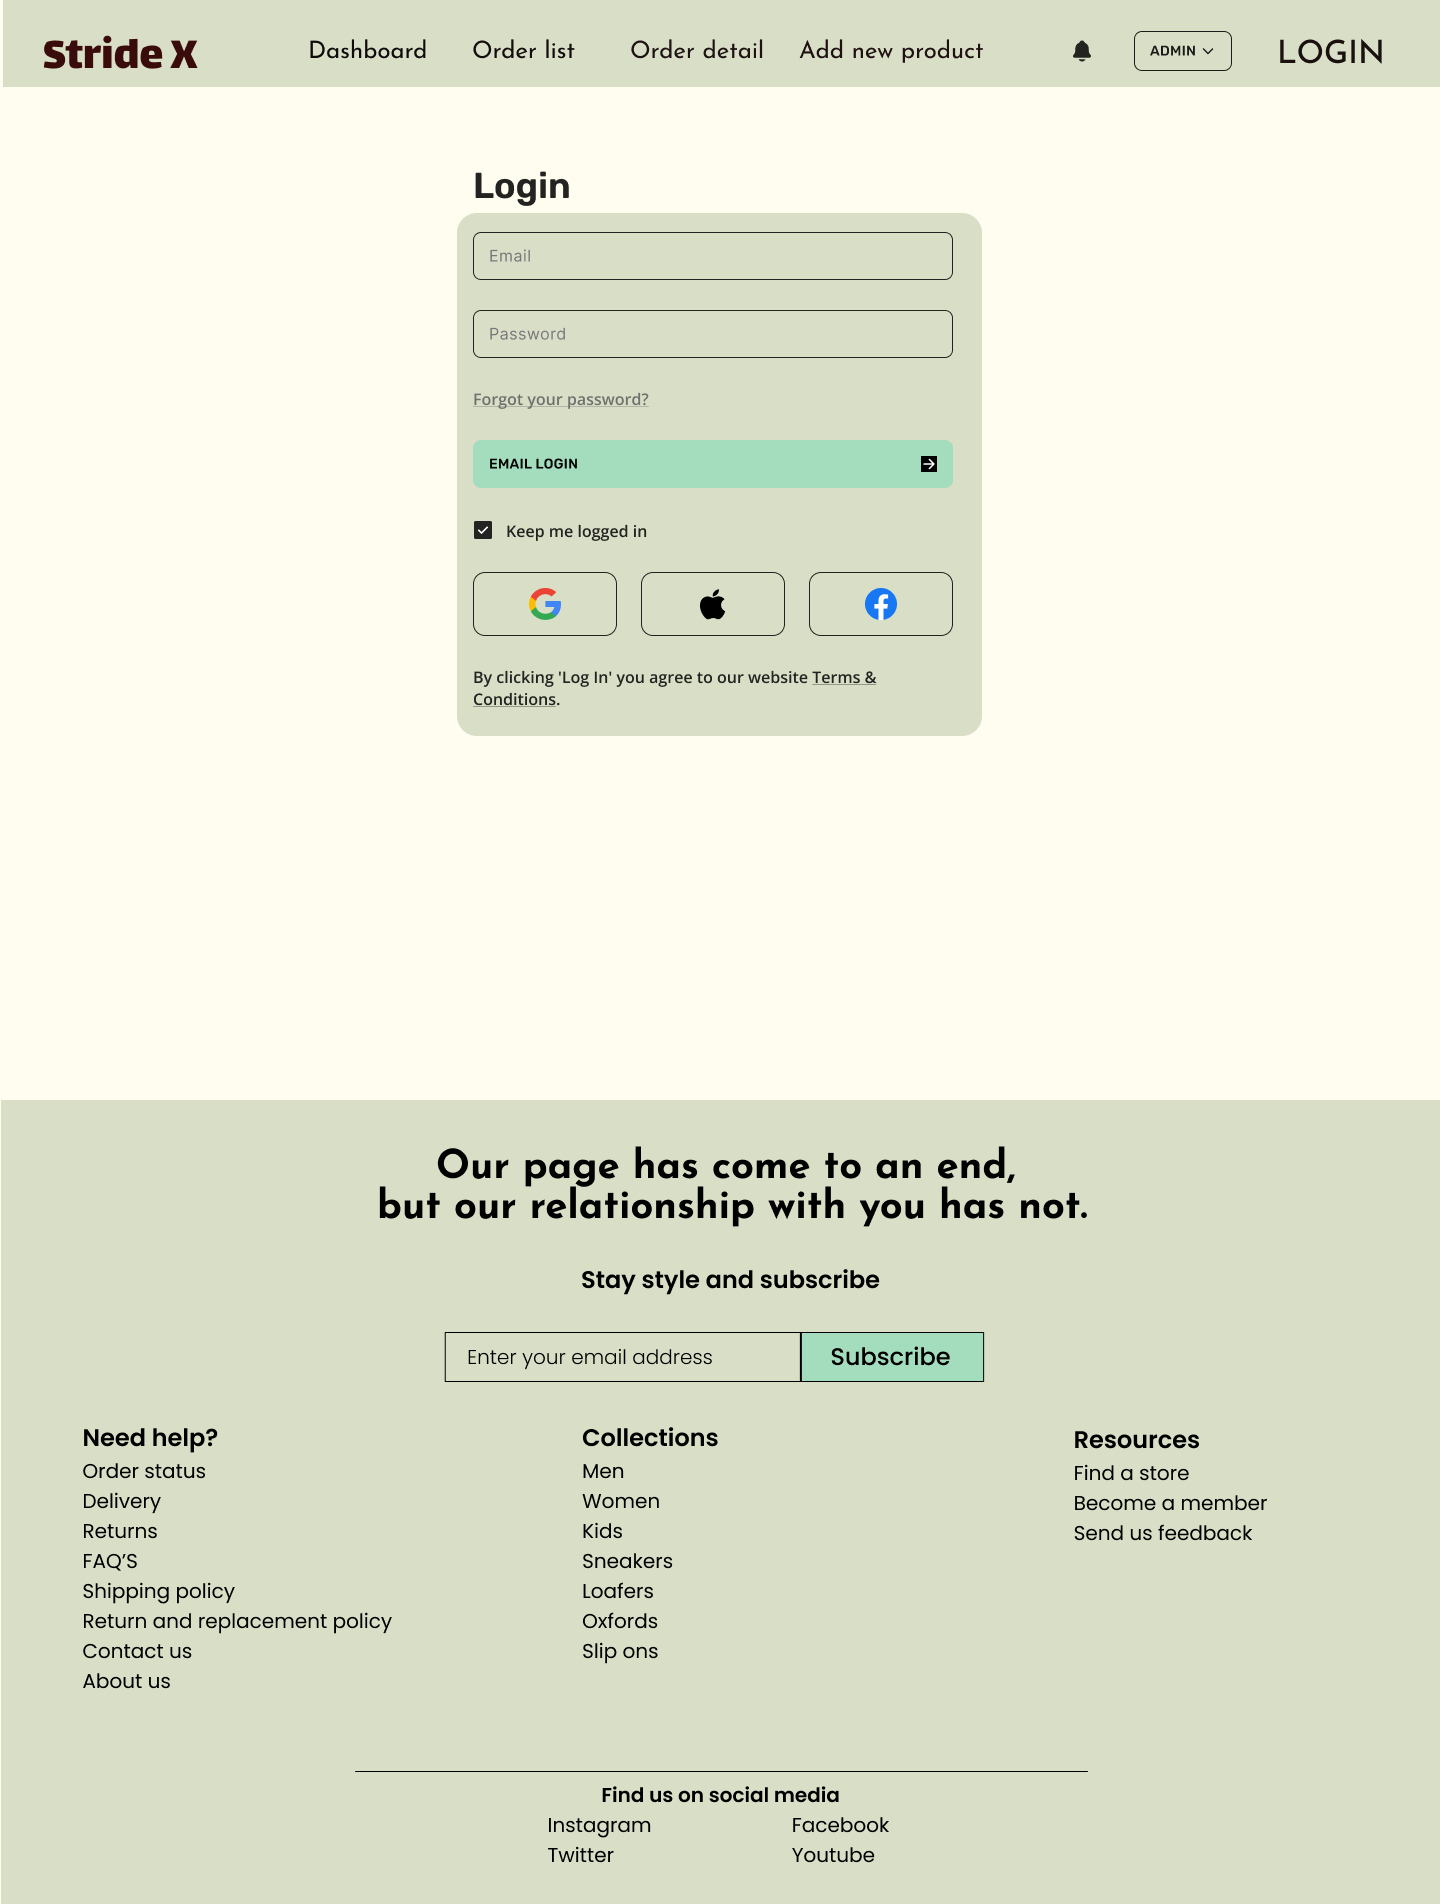 Stride X
Dashboard
Order list
Order detail
Add new product
ADMIN
LOGIN
Login
Email
Password
Forgot your password?
EMAIL LOGIN
Keep me logged in
By clicking 'Log In' you agree to our website Terms &
Conditions.
Our page has come to an end,
but our relationship with you has not.
Stay style and subscribe
Enter your email address
Subscribe
Need help?
Order status
Delivery
Returns
FAQ’S
Shipping policy
Return and replacement policy
Contact us
About us
Collections
Men
Women
Kids
Sneakers
Loafers
Oxfords
Slip ons
Resources
Find a store
Become a member
Send us feedback
Find us on social media
Instagram
Facebook
Twitter
Youtube